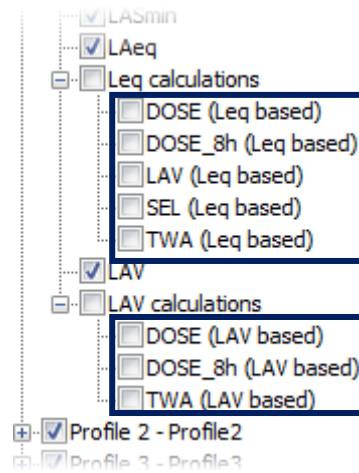 LASmin
LAeq
Leq calculations
DOSE (Leq based)
DOSE_8h (Leq based)
LAV (Leq based)
SEL (Leq based)
TWA (Leq based)
LAV
LAV calculations
DOSE (LAV based)
DOSE_8h (LAV based)
TWA (LAV based)
Profile 2 - Profile2
Profile 3 - Profile3